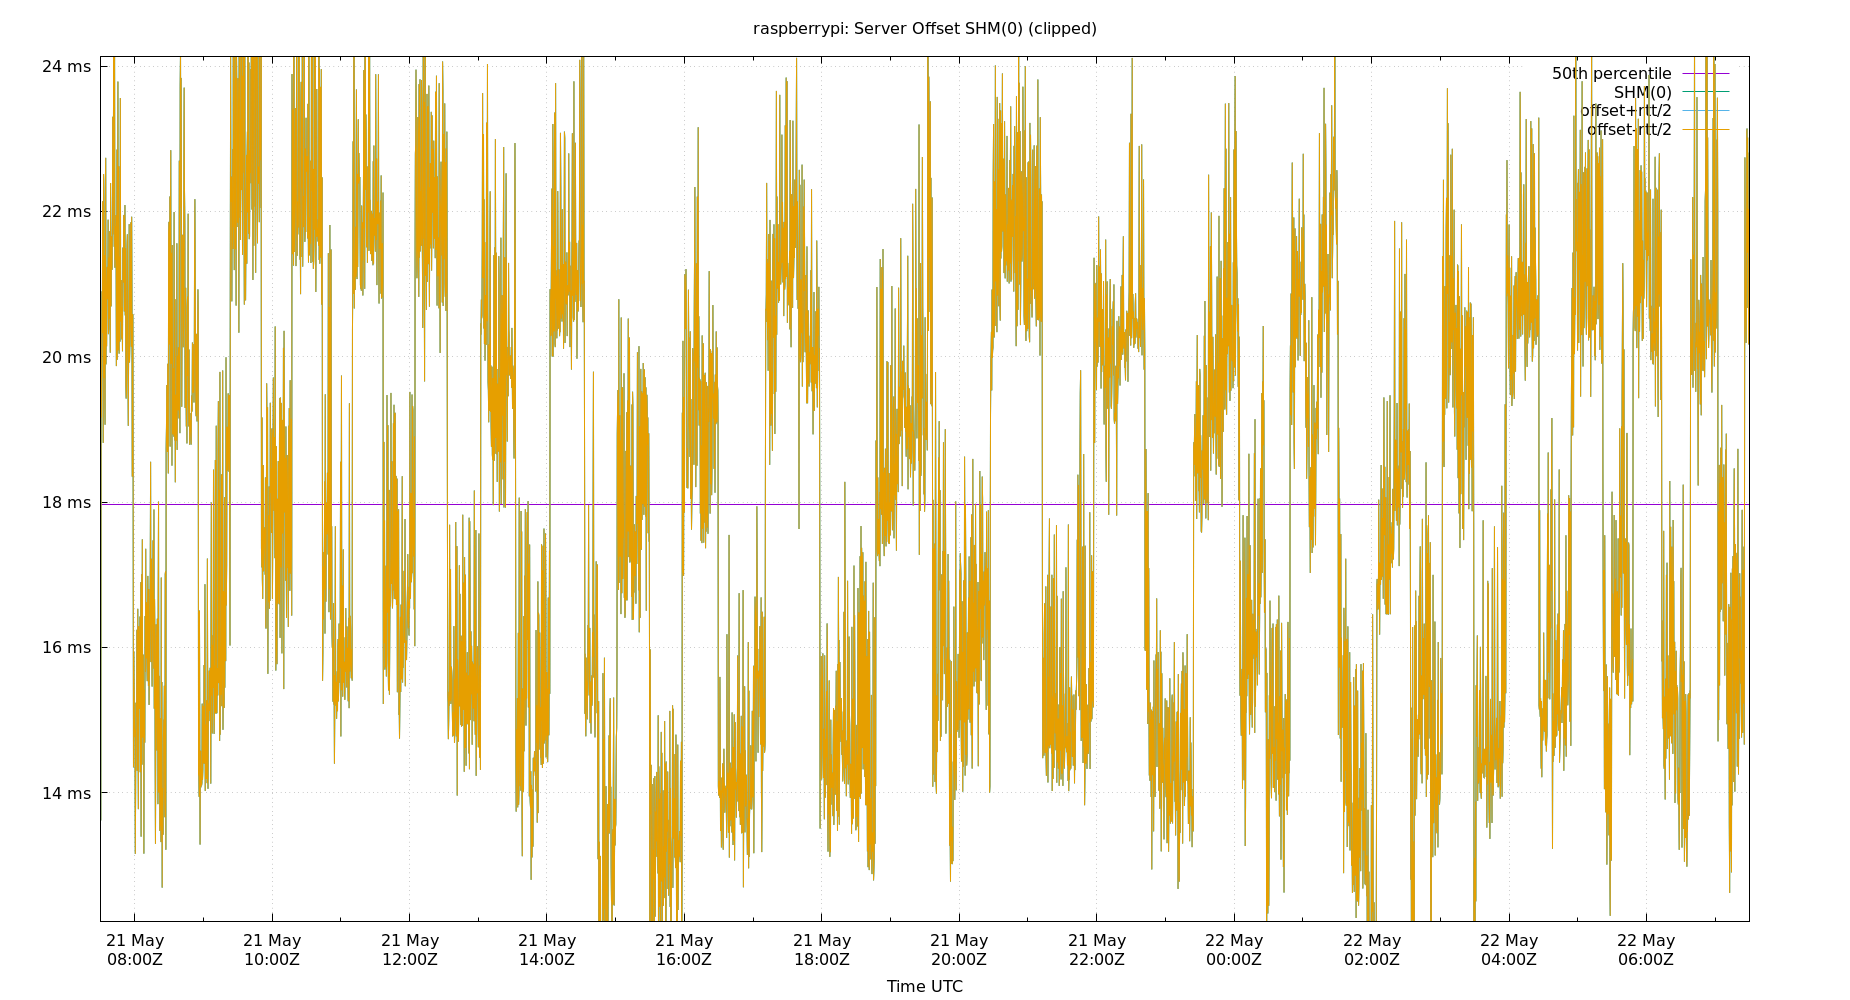 raspberrypi: Server Offset SHM(0) (clipped)
24 ms
22 ms
20 ms
18 ms
16 ms
14 ms
50th percentile
SHM(0)
offset+rtt/2
offset-rtt/2
21 May 08:00Z
21 May 10:00Z
21 May 12:00Z
21 May 14:00Z
21 May 16:00Z
21 May 18:00Z
21 May 20:00Z
21 May 22:00Z
22 May 00:00Z
22 May 02:00Z
22 May 04:00Z
22 May 06:00Z
Time UTC